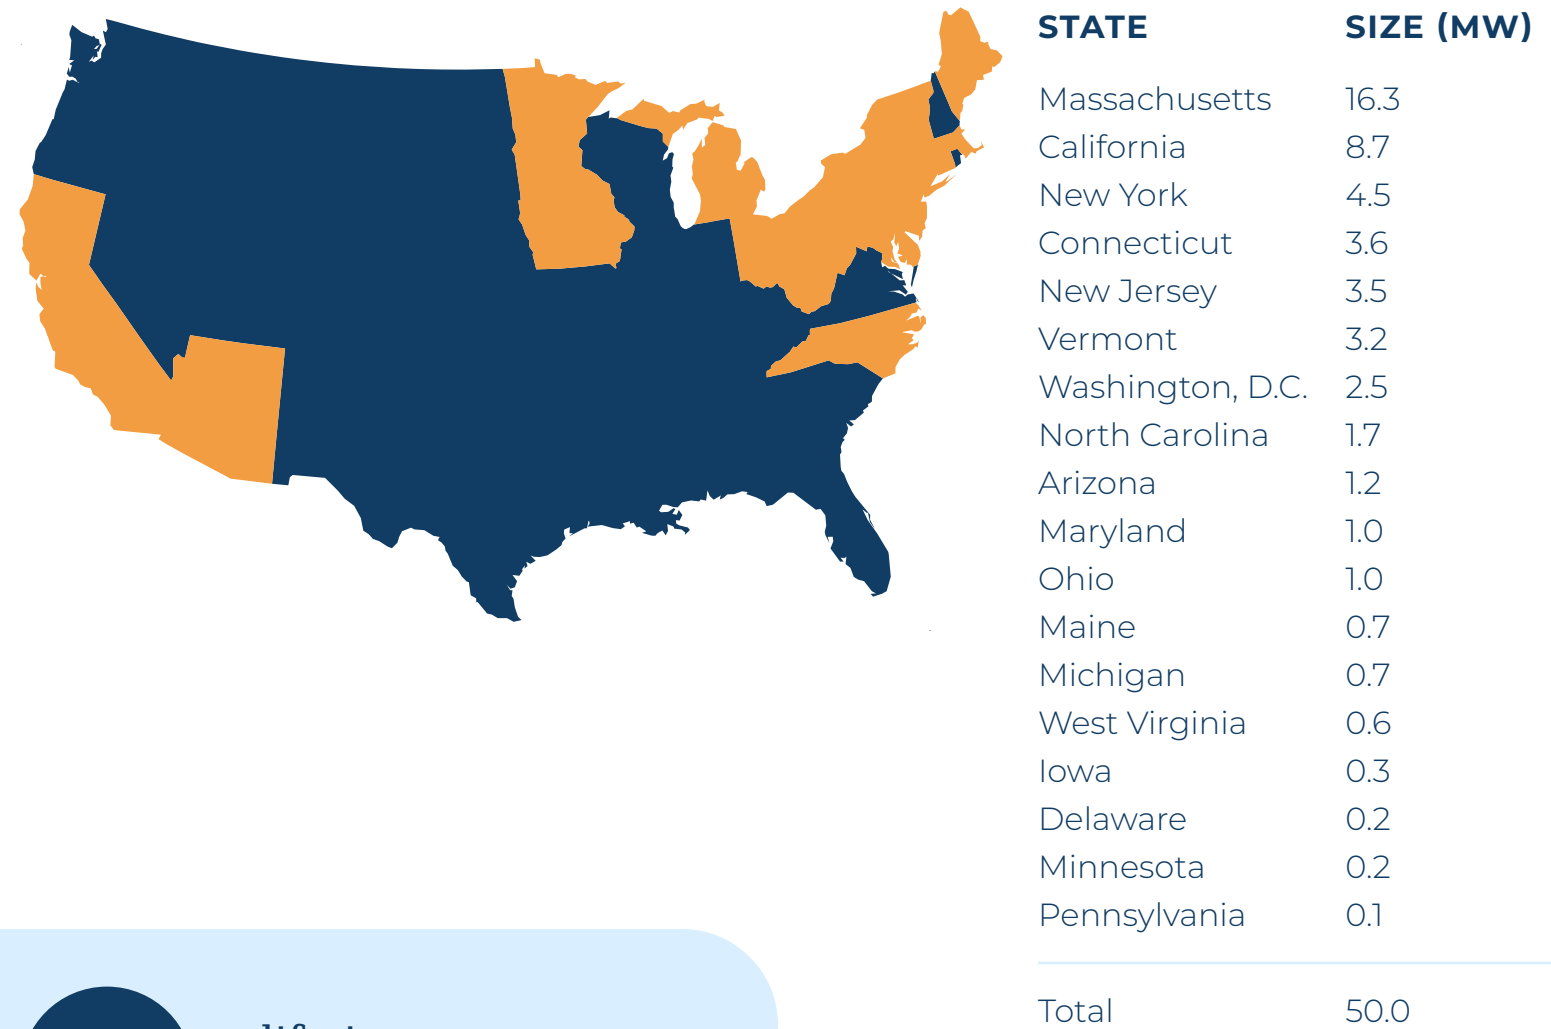 STATE SIZE (MW)
Massachusetts 16.3
California 8.7
New York 4.5
Connecticut 3.6
New Jersey 3.5
Vermont 3.2
Washington, D.C. 2.5
North Carolina 1.7
Arizona 1.2
Maryland 1.0
Ohio 1.0
Maine 0.7
Michigan 0.7
West Virginia 0.6
Iowa 0.3
Delaware 0.2
Minnesota 0.2
Pennsylvania 0.1
Total 50.0